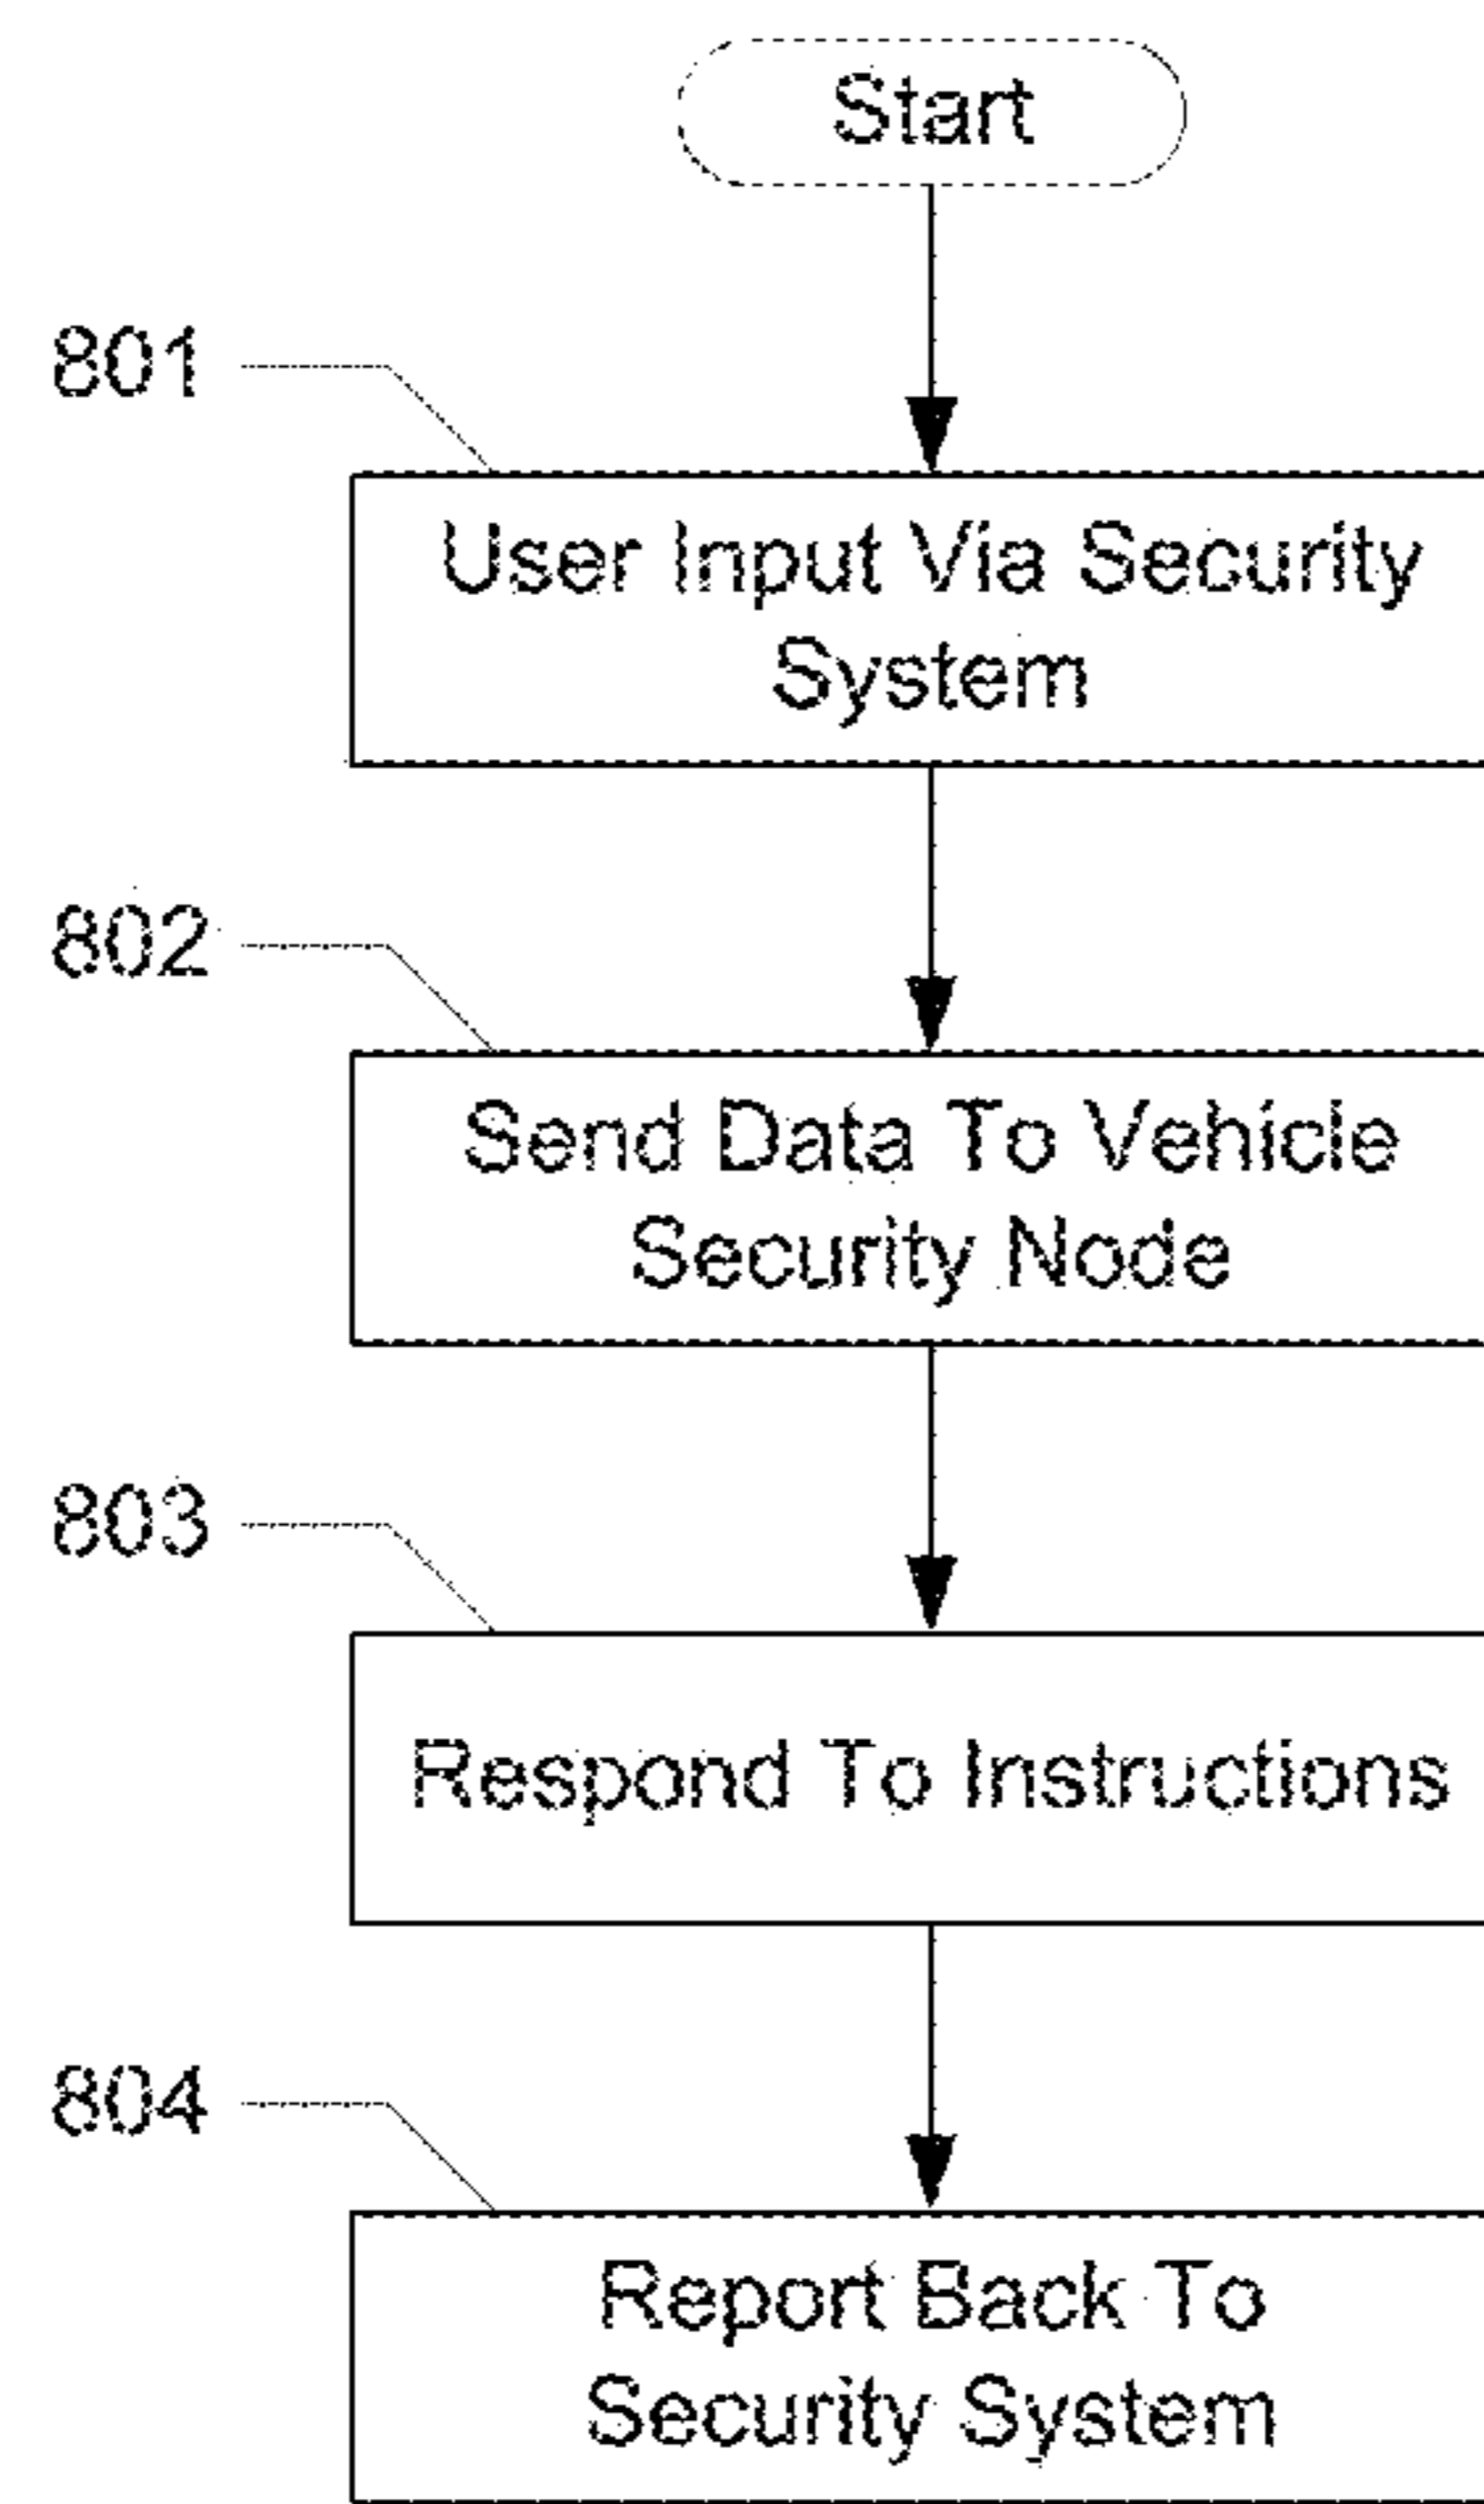 Start
801
User Input Via Security
System
802
Send Data To Vehicle
Security Node
803
Respond To Instructions
804
Report Back To
Security System